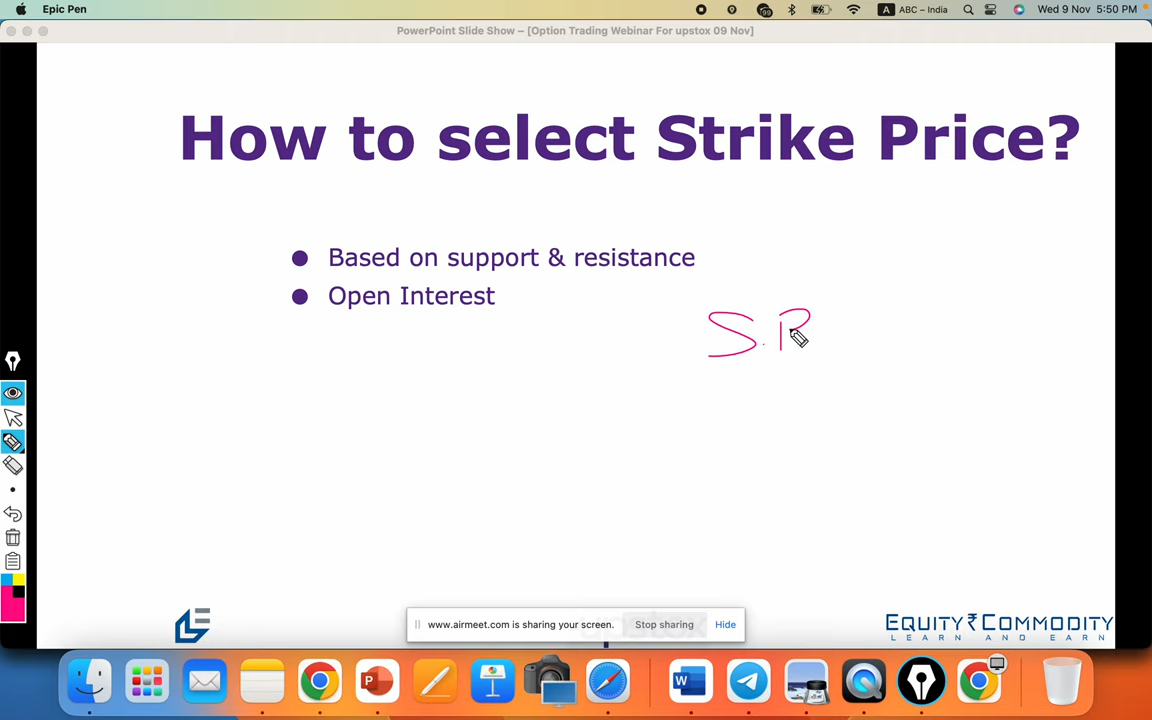 Epic Pen
99
A ABC – India
Wed 9 Nov 5:50 PM
PowerPoint Slide Show – [Option Trading Webinar For upstox 09 Nov]
How to select Strike Price?
Based on support & resistance
Open Interest
S. R
www.airmeet.com is sharing your screen.
Stop sharing
Hide
EQUITY₹COMMODITY
LEARN AND EARN